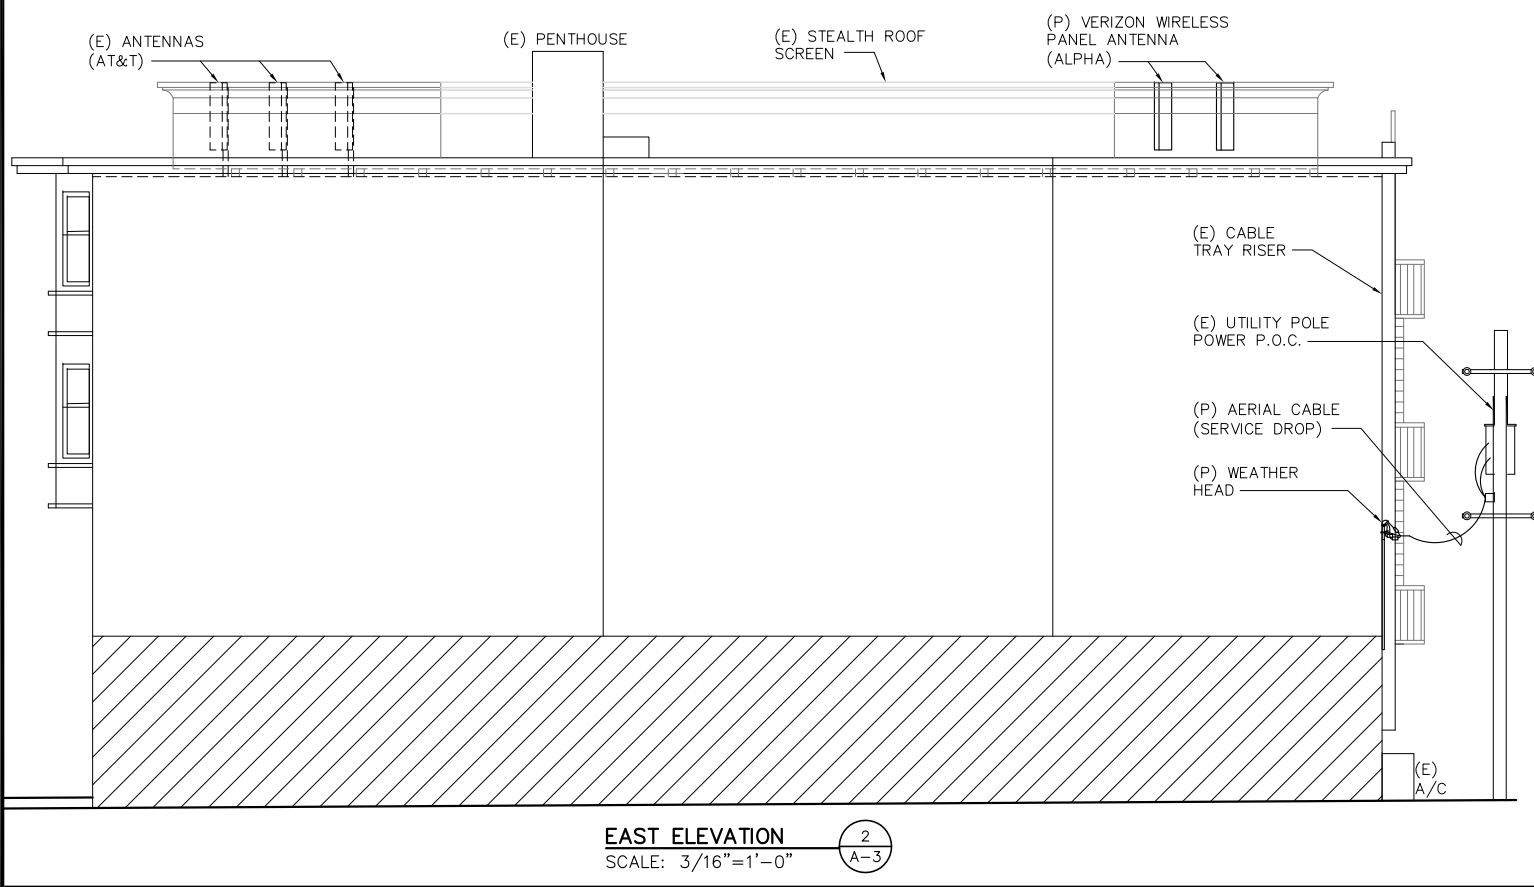 (E) ANTENNAS
(AT&T)
(E) PENTHOUSE
(E) STEALTH ROOF
SCREEN
(P) VERIZON WIRELESS
PANEL ANTENNA
(ALPHA)
(E) CABLE
TRAY RISER
(E) UTILITY POLE
POWER P.O.C.
(P) AERIAL CABLE
(SERVICE DROP)
(P) WEATHER
HEAD
(E)
A/C
EAST ELEVATION
SCALE: 3/16"=1'-0"
2
A-3